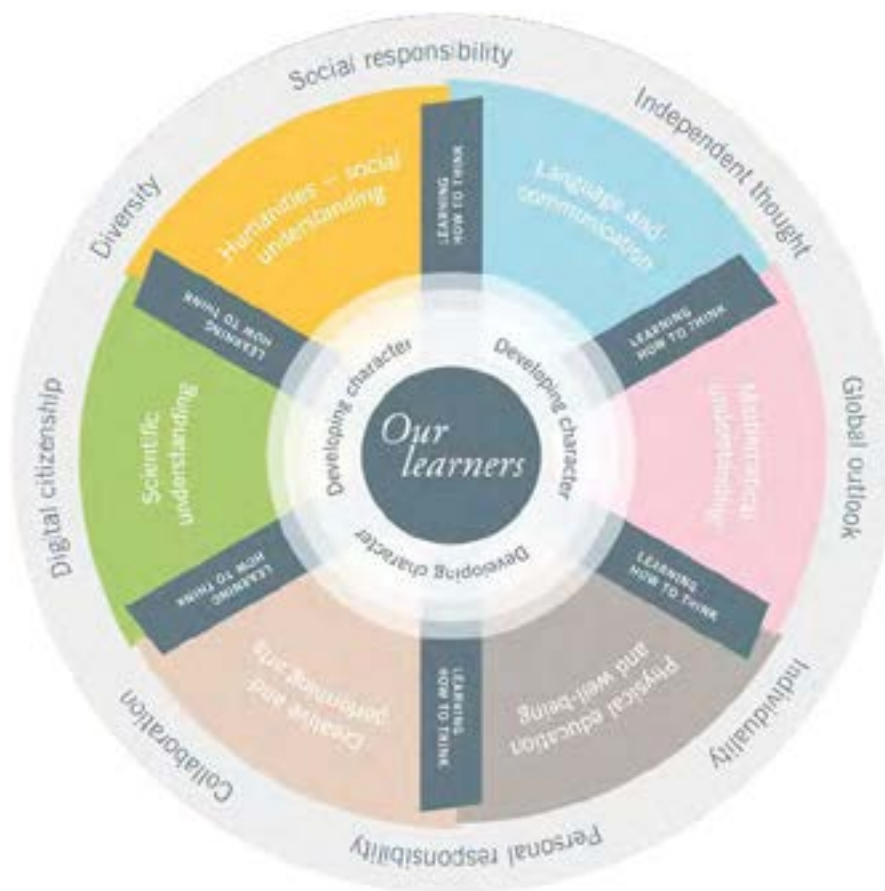 Social responsibility
Independent thought
Global outlook
Individuality
Personal responsibility
Collaboration
Digital citizenship
Diversity
Humanities – social
understanding
Language and
communication
Mathematical
understanding
Physical education
and well-being
Creative and
performing arts
Scientific
understanding
LEARNING
HOW TO THINK
LEARNING
HOW TO THINK
LEARNING
HOW TO THINK
LEARNING
HOW TO THINK
LEARNING
HOW TO THINK
LEARNING
HOW TO THINK
Developing character
Developing character
Developing character
Our
learners